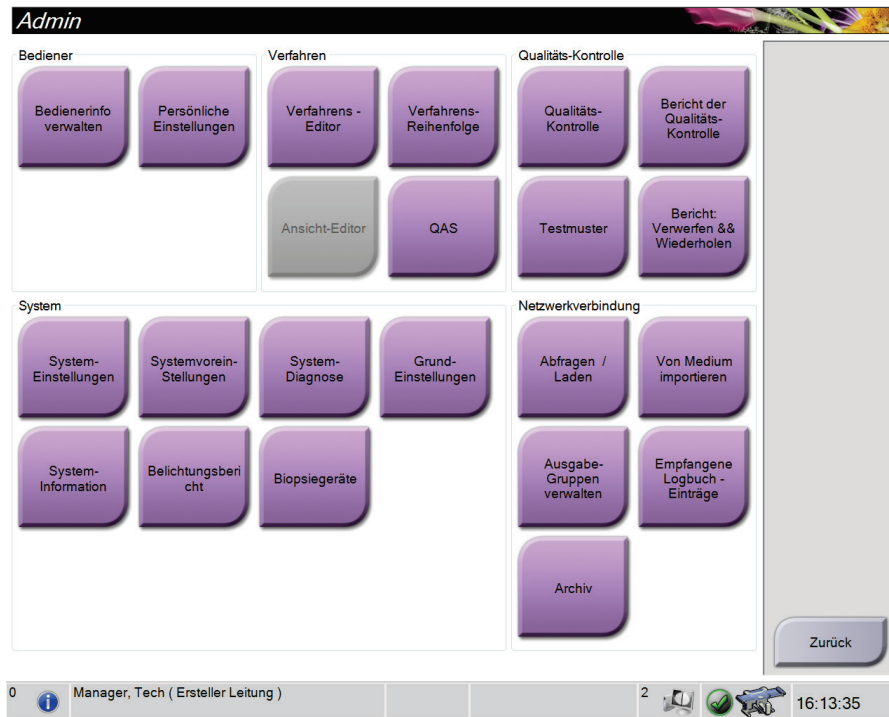 Admin
Bediener
Bedienerinfo
verwalten
Persönliche
Einstellungen
Verfahren
Verfahrens -
Editor
Verfahrens-
Reihenfolge
Ansicht-Editor
QAS
Qualitäts-Kontrolle
Qualitäts-
Kontrolle
Bericht der
Qualitäts-
Kontrolle
Testmuster
Bericht:
Verwerfen &&
Wiederholen
System
System-
Einstellungen
Systemvorein-
Stellungen
System-
Diagnose
Grund-
Einstellungen
System-
Information
Belichtungsberi
cht
Biopsiegeräte
Netzwerkverbindung
Abfragen /
Laden
Von Medium
importieren
Ausgabe-
Gruppen
verwalten
Empfangene
Logbuch -
Einträge
Archiv
Zurück
0
Manager, Tech ( Ersteller Leitung )
2
16:13:35